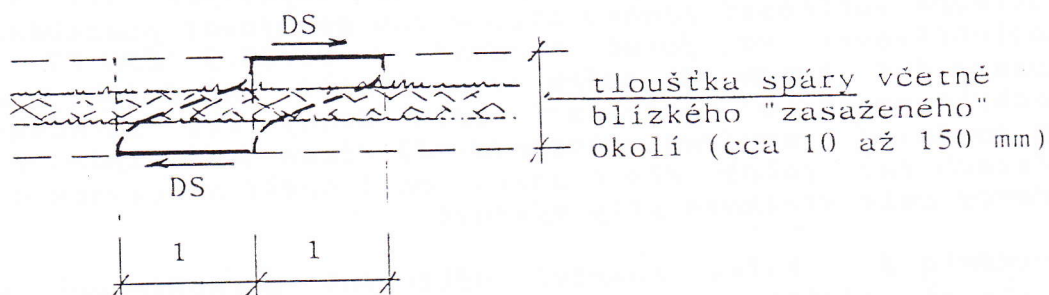 DS
tloušťka spáry včetně
blízkého "zasaženého"
okolí (cca 10 až 150 mm)
DS
1 1